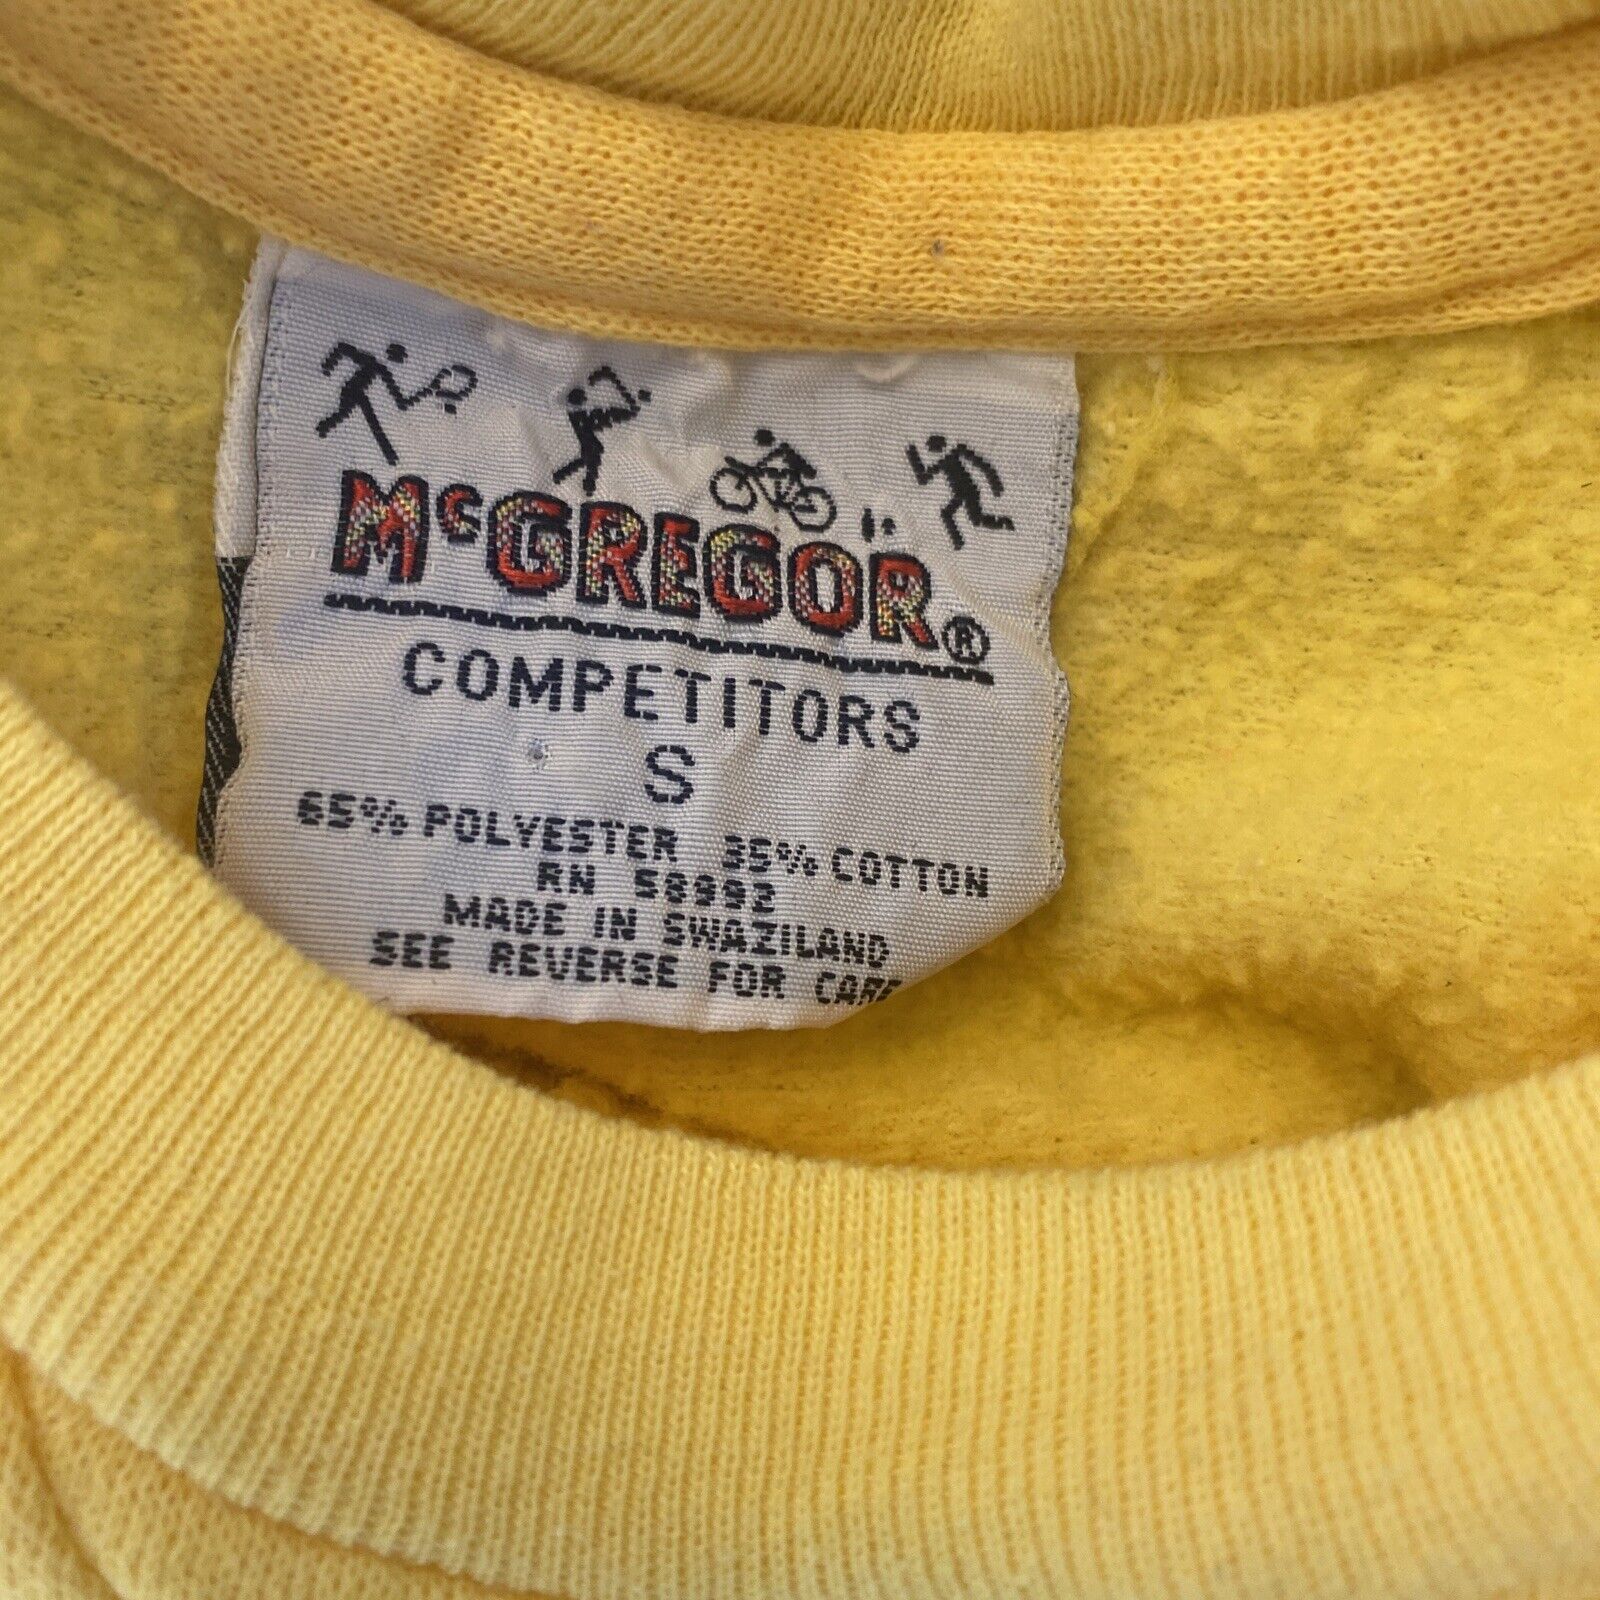 McGREGOR®
COMPETITORS
S
65% POLYESTER 35% COTTON
RN 58992
MADE IN SWAZILAND
SEE REVERSE FOR CARE